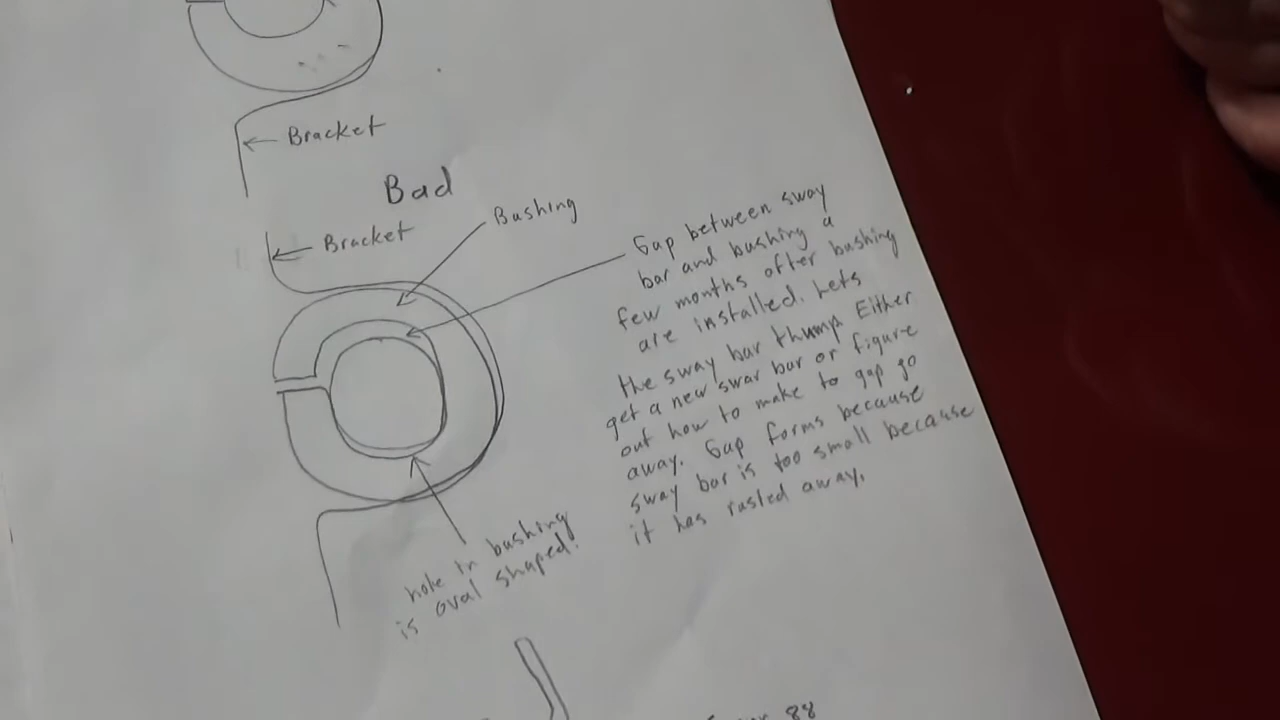 Bracket
Bad
Bushing
Bracket
Gap between sway
bar and bushing a
few months after bushing
are installed. Lets
the sway bar thump Either
get a new swar bar or figure
out how to make to gap go
away. Gap forms because
sway bar is too small because
it has rusted away.
hole in bushing
is oval shaped!
88